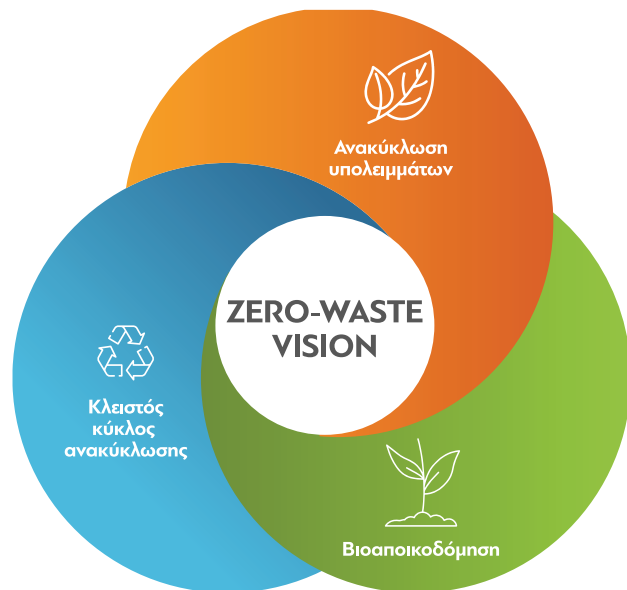 Ανακύκλωση
υπολειμμάτων
ZERO-WASTE
VISION
Κλειστός
κύκλος
ανακύκλωσης
Βιοαποικοδόμηση